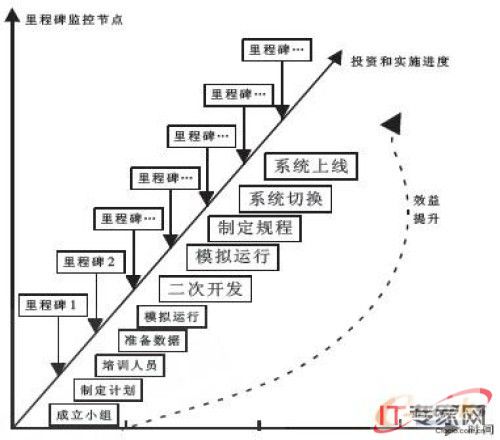 里程碑监控节点
里程碑…
投资和实施进度
里程碑…
里程碑…
系统上线
里程碑…
系统切换
效益
提升
里程碑…
制定规程
模拟运行
里程碑2
二次开发
里程碑1
模拟运行
准备数据
培训人员
制定计划
成立小组
IT专家网